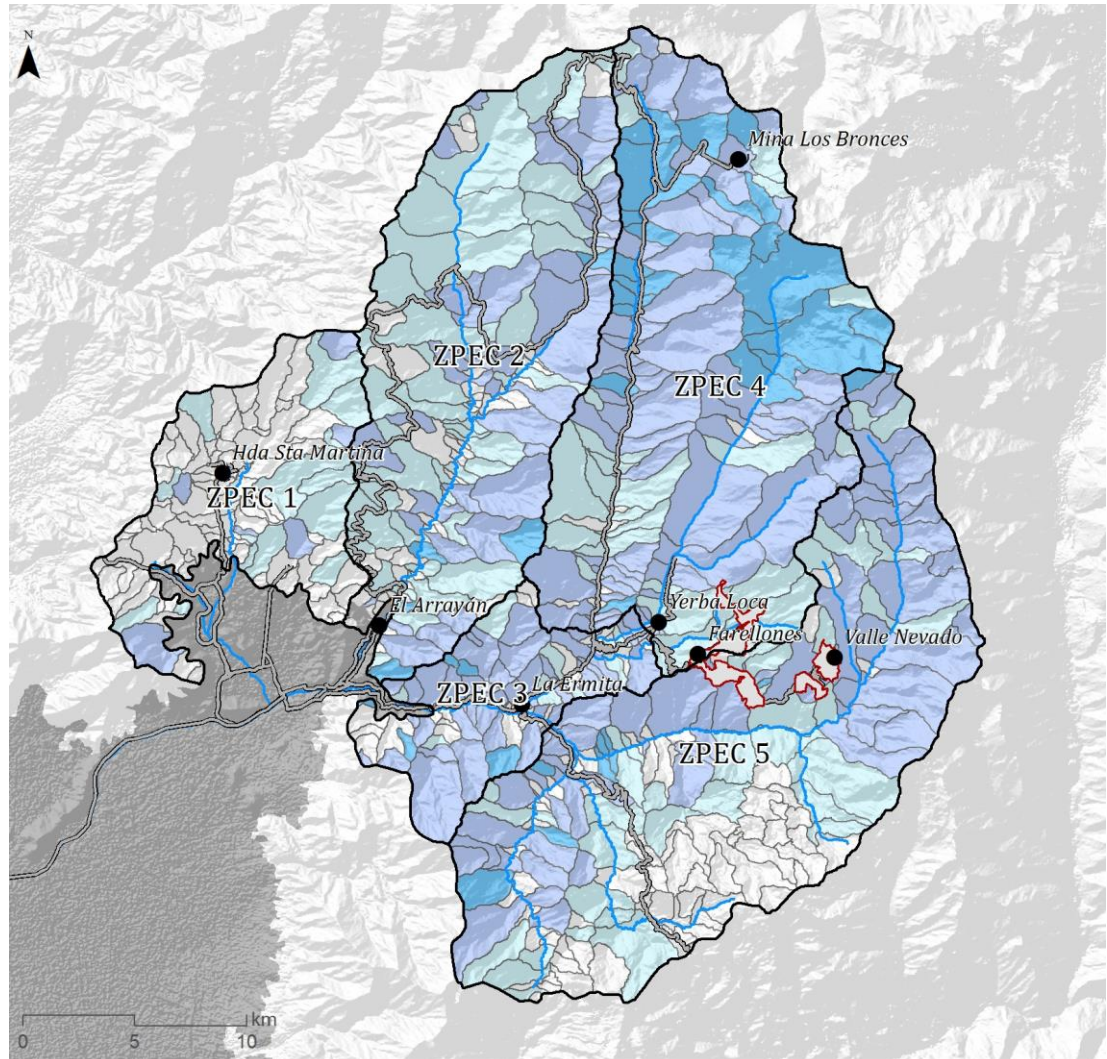 N
Mina Los Bronces
ZPEC 2
ZPEC 4
Hda Sta Martina
ZPEC 1
El Arrayán
Yerba Loca
Farellones
Valle Nevado
ZPEC 3
La Ermita
ZPEC 5
km
0 5 10